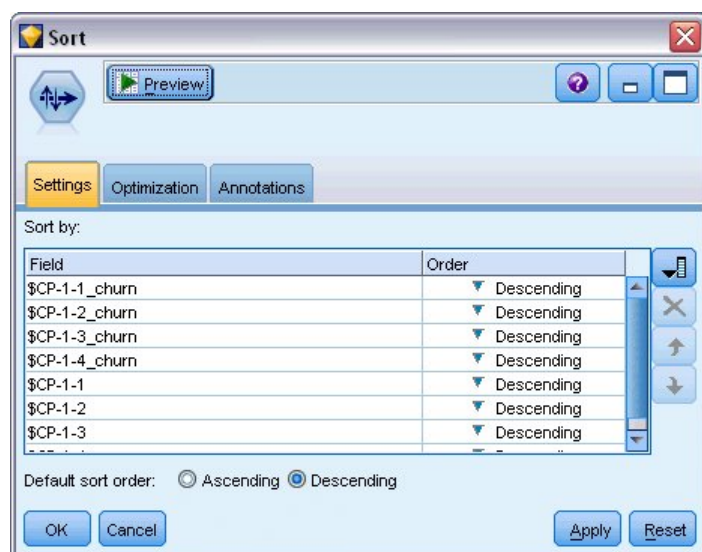 Sort
Preview
Settings Optimization Annotations
Sort by:
Field Order
$CP-1-1_churn Descending
$CP-1-2_churn Descending
$CP-1-3_churn Descending
$CP-1-4_churn Descending
$CP-1-1 Descending
$CP-1-2 Descending
$CP-1-3 Descending
Default sort order: Ascending Descending
OK Cancel Apply Reset